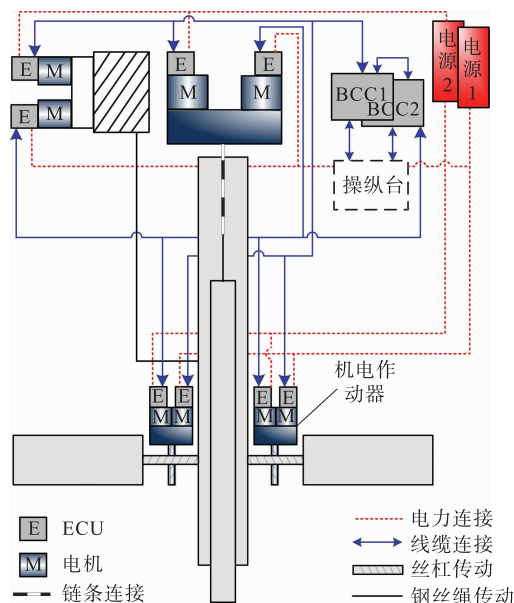 电源2
电源1
E M
E M
E
E
M
M
BCC1
BCC2
操纵台
机电作
动器
E E
M M
E E
M M
E ECU
M 电机
链条连接
电力连接
线缆连接
丝杠传动
钢丝绳传动